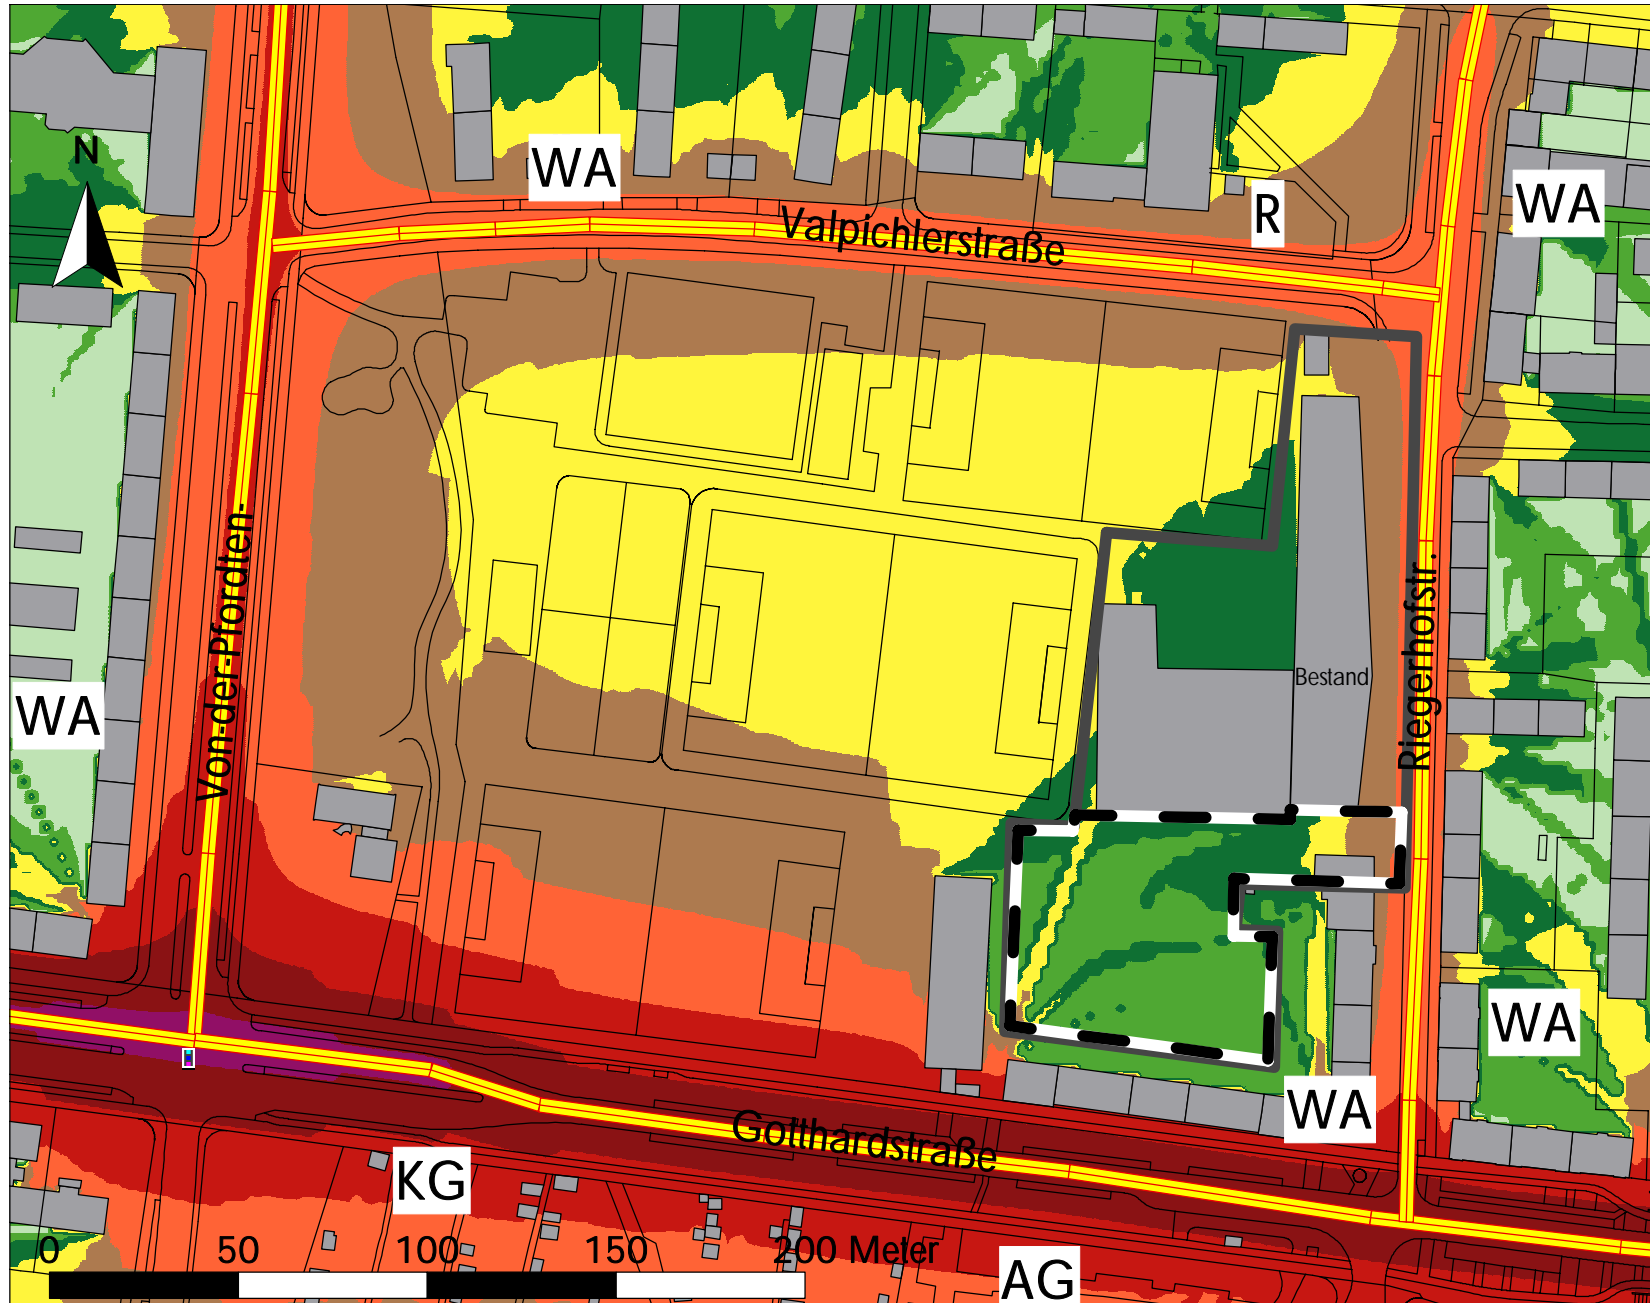 N
WA
Valpichlerstraße
R
WA
Von-der-Pfordten-
Riegerhofstr.
Bestand
WA
WA
WA
Gotthardstraße
KG
0 50 100 150 200 Meter
AG